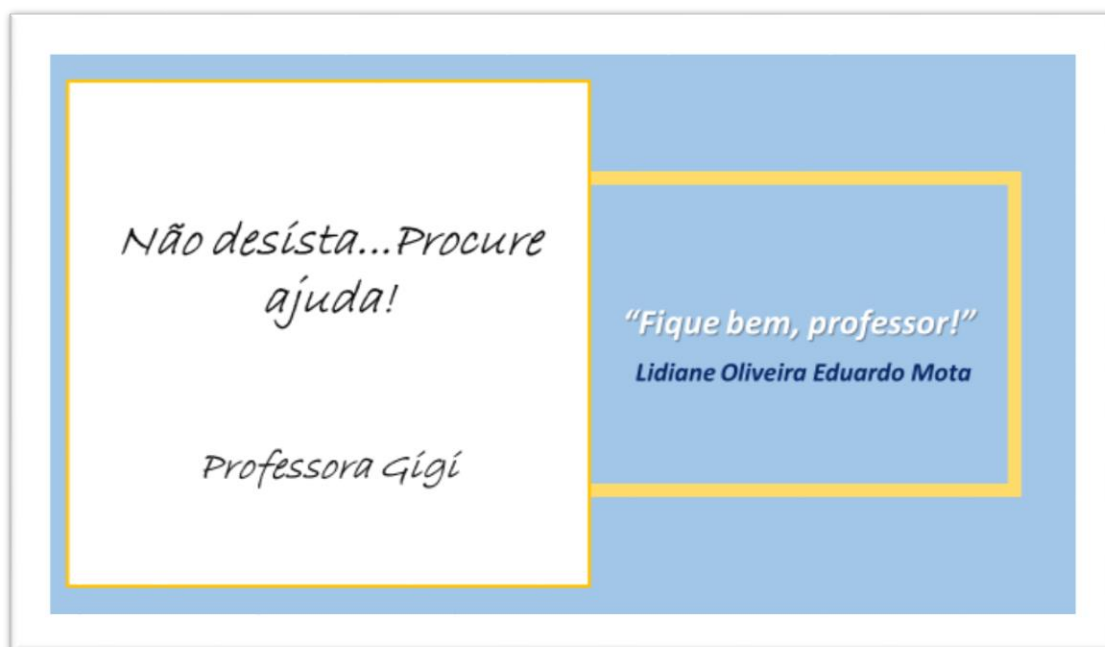 Não desista...Procure
ajuda!
Professora Gigi
“Fique bem, professor!”
Lidiane Oliveira Eduardo Mota